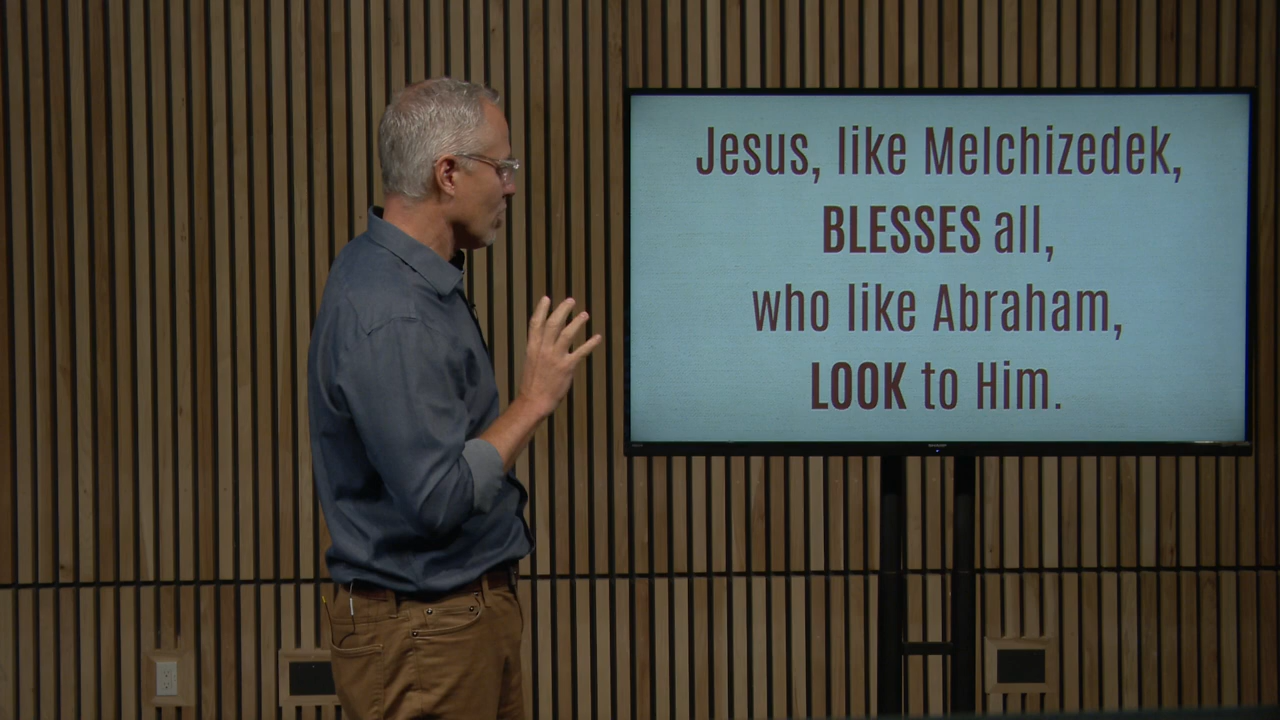 Jesus, like Melchizedek,
BLESSES all,
who like Abraham,
LOOK to Him.